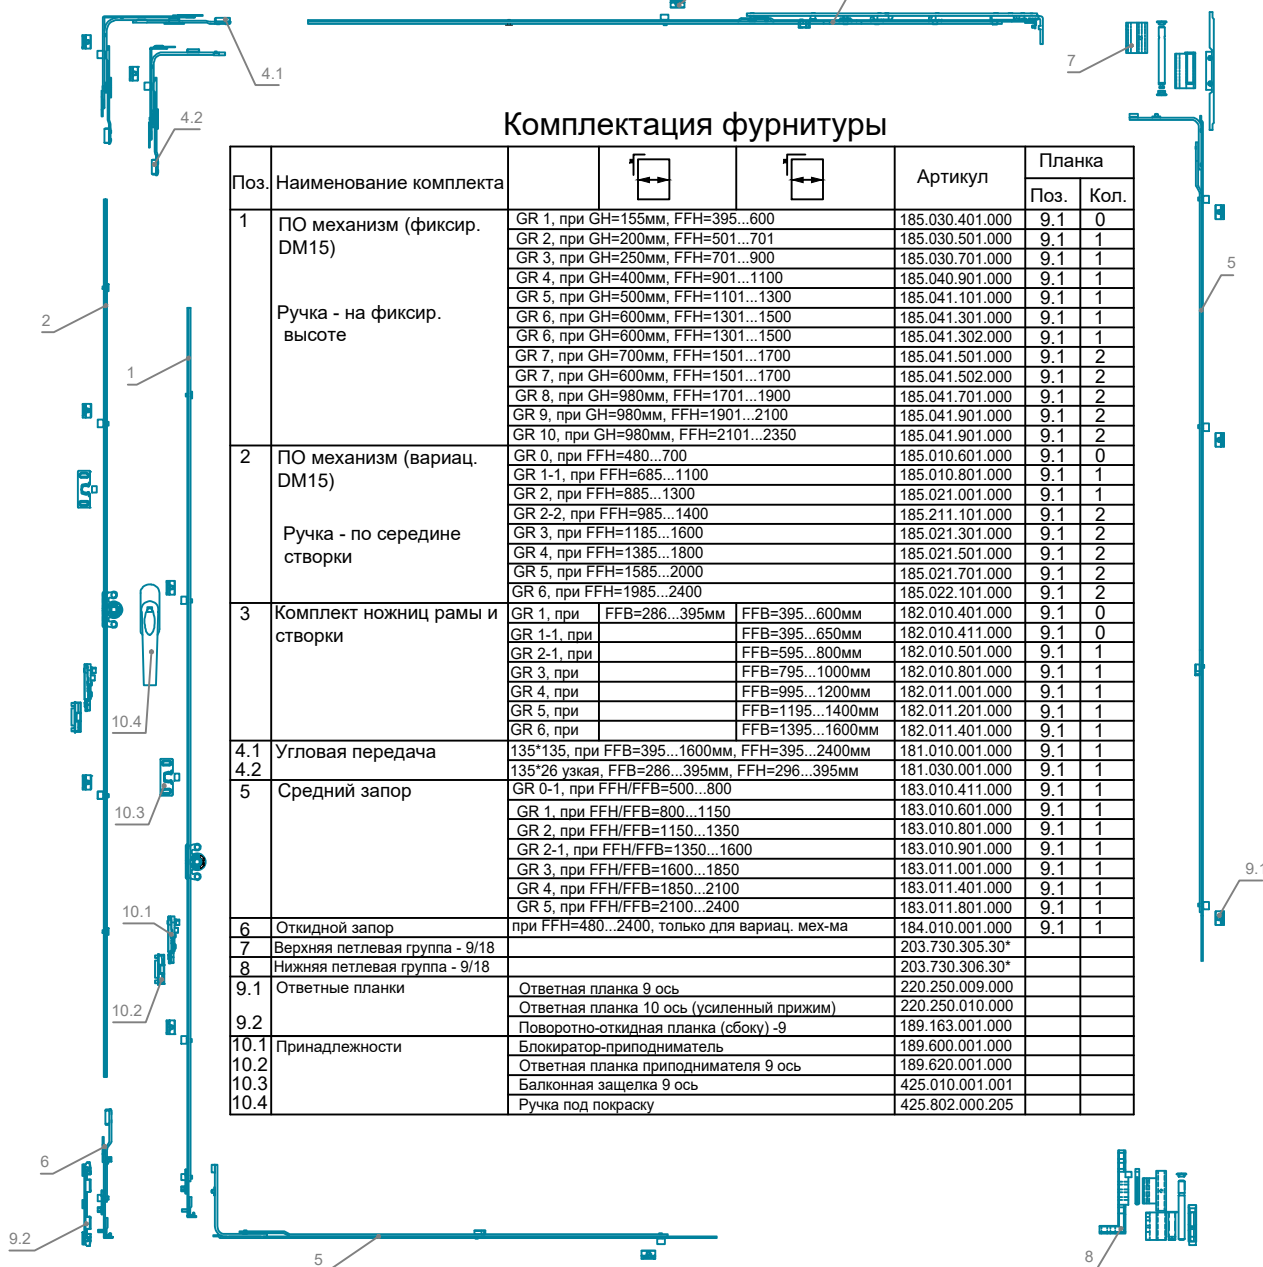 4.1
4.2
7
Комплектация фурнитуры
Поз. Наименование комплекта Артикул Планка
Поз. Кол.
1 ПО механизм (фиксир. DM15)
Ручка - на фиксир. высоте
GR 1, при GH=155мм, FFH=395...600 185.030.401.000 9.1 0
GR 2, при GH=200мм, FFH=501...701 185.030.501.000 9.1 1
GR 3, при GH=250мм, FFH=701...900 185.030.701.000 9.1 1
GR 4, при GH=400мм, FFH=901...1100 185.040.901.000 9.1 1
GR 5, при GH=500мм, FFH=1101...1300 185.041.101.000 9.1 1
GR 6, при GH=600мм, FFH=1301...1500 185.041.301.000 9.1 1
GR 6, при GH=600мм, FFH=1301...1500 185.041.302.000 9.1 1
GR 7, при GH=700мм, FFH=1501...1700 185.041.501.000 9.1 2
GR 7, при GH=600мм, FFH=1501...1700 185.041.502.000 9.1 2
GR 8, при GH=980мм, FFH=1701...1900 185.041.701.000 9.1 2
GR 9, при GH=980мм, FFH=1901...2100 185.041.901.000 9.1 2
GR 10, при GH=980мм, FFH=2101...2350 185.041.901.000 9.1 2
2 ПО механизм (вариац. DM15)
Ручка - по середине створки
GR 0, при FFH=480...700 185.010.601.000 9.1 0
GR 1-1, при FFH=685...1100 185.010.801.000 9.1 1
GR 2, при FFH=885...1300 185.021.001.000 9.1 1
GR 2-2, при FFH=985...1400 185.211.101.000 9.1 2
GR 3, при FFH=1185...1600 185.021.301.000 9.1 2
GR 4, при FFH=1385...1800 185.021.501.000 9.1 2
GR 5, при FFH=1585...2000 185.021.701.000 9.1 2
GR 6, при FFH=1985...2400 185.022.101.000 9.1 2
3 Комплект ножниц рамы и створки
GR 1, при FFB=286...395мм FFB=395...600мм 182.010.401.000 9.1 0
GR 1-1, при FFB=395...650мм 182.010.411.000 9.1 0
GR 2-1, при FFB=595...800мм 182.010.501.000 9.1 1
GR 3, при FFB=795...1000мм 182.010.801.000 9.1 1
GR 4, при FFB=995...1200мм 182.011.001.000 9.1 1
GR 5, при FFB=1195...1400мм 182.011.201.000 9.1 1
GR 6, при FFB=1395...1600мм 182.011.401.000 9.1 1
4.1 Угловая передача 135*135, при FFB=395...1600мм, FFH=395...2400мм 181.010.001.000 9.1 1
4.2 135*26 узкая, FFB=286...395мм, FFH=296...395мм 181.030.001.000 9.1 1
5 Средний запор GR 0-1, при FFH/FFB=500...800 183.010.411.000 9.1 1
GR 1, при FFH/FFB=800...1150 183.010.601.000 9.1 1
GR 2, при FFH/FFB=1150...1350 183.010.801.000 9.1 1
GR 2-1, при FFH/FFB=1350...1600 183.010.901.000 9.1 1
GR 3, при FFH/FFB=1600...1850 183.011.001.000 9.1 1
GR 4, при FFH/FFB=1850...2100 183.011.401.000 9.1 1
GR 5, при FFH/FFB=2100...2400 183.011.801.000 9.1 1
6 Откидной запор при FFH=480...2400, только для вариац. мех-ма 184.010.001.000 9.1 1
7 Верхняя петлевая группа - 9/18 203.730.305.30*
8 Нижняя петлевая группа - 9/18 203.730.306.30*
9.1 Ответные планки Ответная планка 9 ось 220.250.009.000
Ответная планка 10 ось (усиленный прижим) 220.250.010.000
9.2 Поворотно-откидная планка (сбоку) -9 189.163.001.000
10.1 Принадлежности Блокиратор-приподниматель 189.600.001.000
10.2 Ответная планка приподнимателя 9 ось 189.620.001.000
10.3 Балконная защелка 9 ось 425.010.001.001
10.4 Ручка под покраску 425.802.000.205
2
1
5
10.4
10.3
10.1
10.2
9.1
6
9.2
5
8